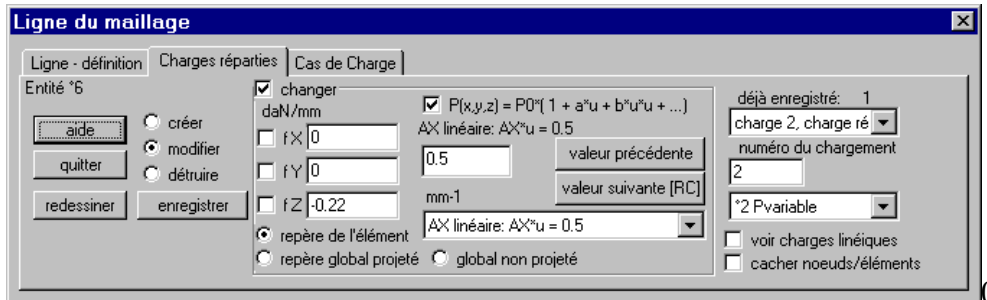 Ligne du maillage
Ligne - définition
Charges réparties
Cas de Charge
Entité *6
aide
quitter
redessiner
créer
modifier
détruire
enregistrer
changer
daN/mm
fX 0
fY 0
fZ -0.22
repère de l'élément
repère global projeté
global non projeté
P(x,y,z) = P0*( 1 + a*u + b*u*u + ...)
AX linéaire: AX*u = 0.5
0.5
mm-1
valeur précédente
valeur suivante [RC]
AX linéaire: AX*u = 0.5
déjà enregistré: 1
charge 2, charge ré
numéro du chargement
2
*2 Pvariable
voir charges linéiques
cacher noeuds/éléments